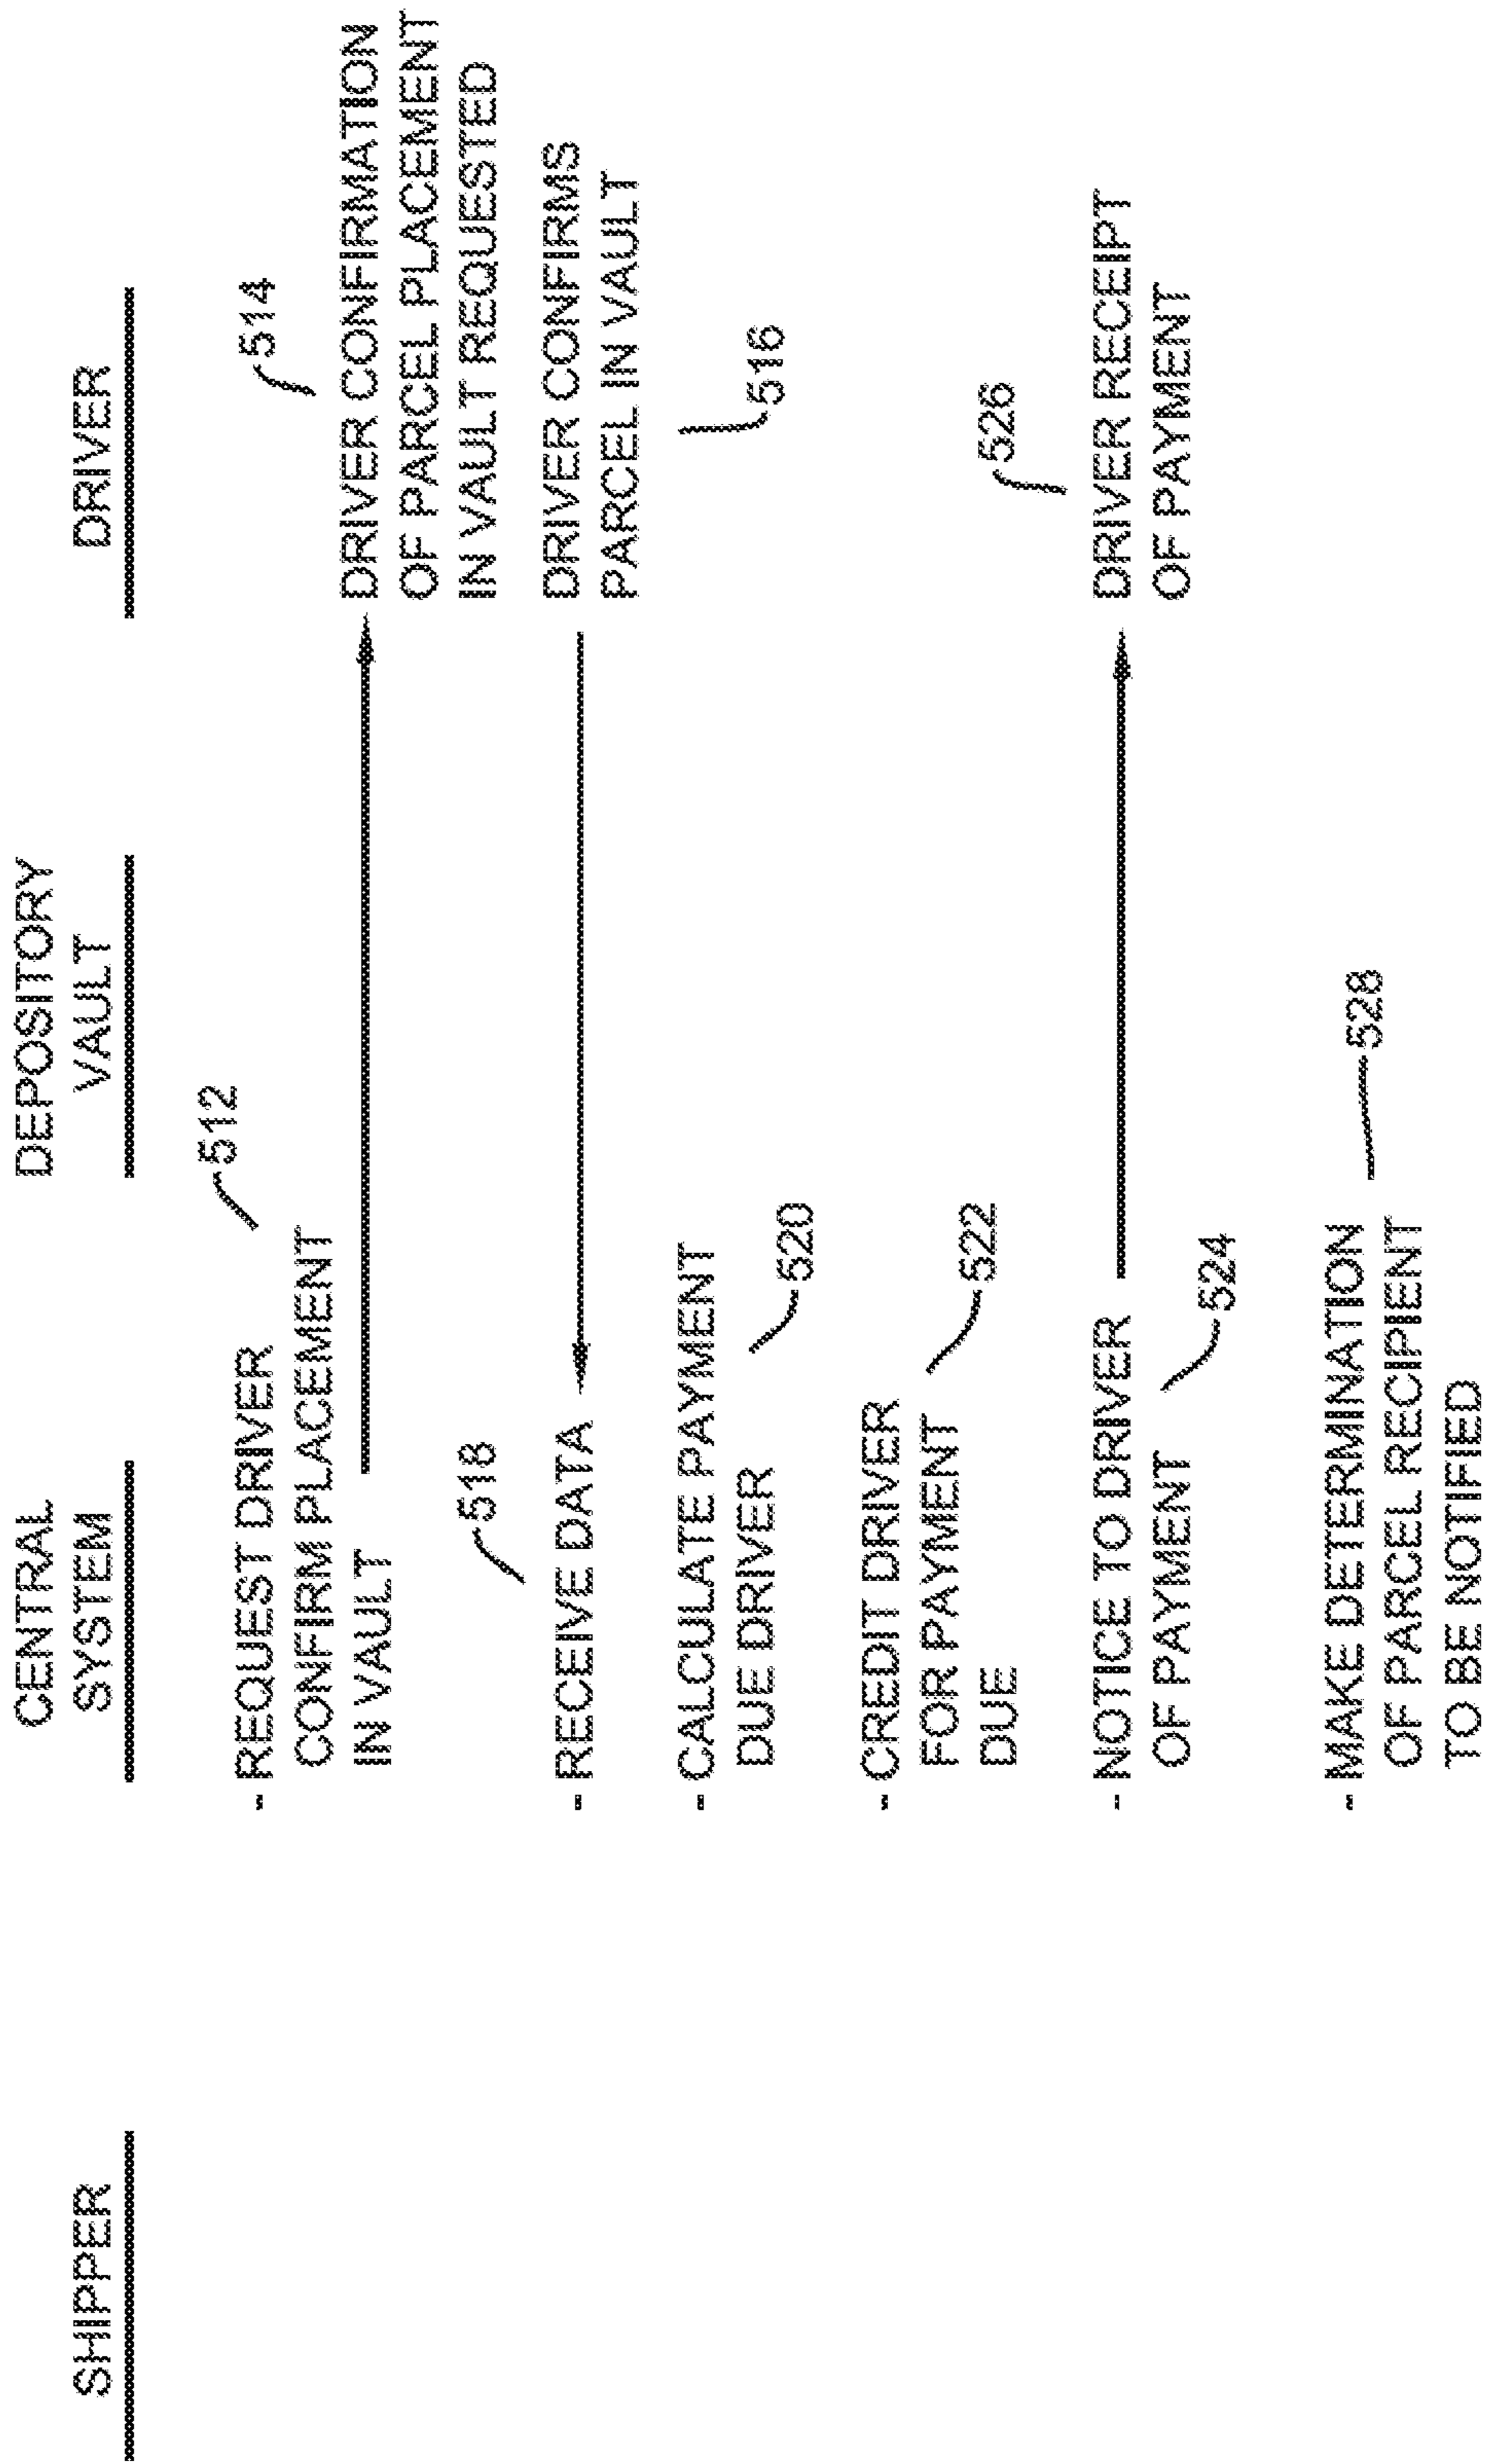 SHIPPER
CENTRAL
SYSTEM
DEPOSITORY
VAULT
DRIVER
512
- REQUEST DRIVER
CONFIRM PLACEMENT
IN VAULT
514
DRIVER CONFIRMATION
OF PARCEL PLACEMENT
IN VAULT REQUESTED
518
- RECEIVE DATA
DRIVER CONFIRMS
PARCEL IN VAULT
516
- CALCULATE PAYMENT
DUE DRIVER
520
- CREDIT DRIVER
FOR PAYMENT
DUE
522
- NOTICE TO DRIVER
OF PAYMENT
524
526
DRIVER RECEIPT
OF PAYMENT
- MAKE DETERMINATION
OF PARCEL RECIPIENT
TO BE NOTIFIED
528